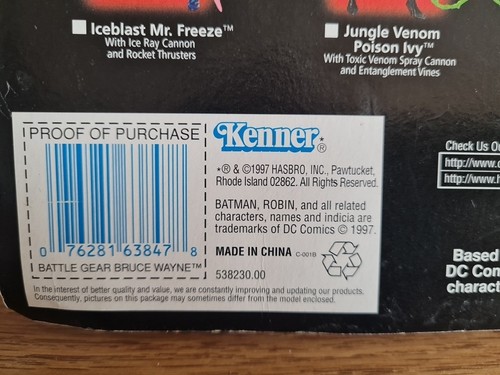 Iceblast Mr. Freeze™
With Ice Ray Cannon
and Rocket Thrusters
Jungle Venom
Poison Ivy™
With Toxic Venom Spray Cannon
and Entanglement Vines
PROOF OF PURCHASE
0 76281 63847 8
BATTLE GEAR BRUCE WAYNE™
Kenner®
*® & ©1997 HASBRO, INC., Pawtucket,
Rhode Island 02862. All Rights Reserved.
BATMAN, ROBIN, and all related
characters, names and indicia are
trademarks of DC Comics © 1997.
MADE IN CHINA C-001B
538230.00
In the interest of better quality and value, we are constantly improving and updating our products.
Consequently, pictures on this package may sometimes differ from the model enclosed.
Check Us
http://www.
http://www.
Based
DC